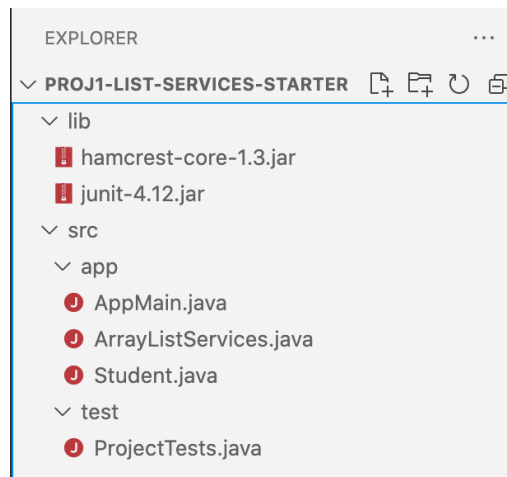 EXPLORER
PROJ1-LIST-SERVICES-STARTER
lib
hamcrest-core-1.3.jar
junit-4.12.jar
src
app
J AppMain.java
J ArrayListServices.java
J Student.java
test
J ProjectTests.java